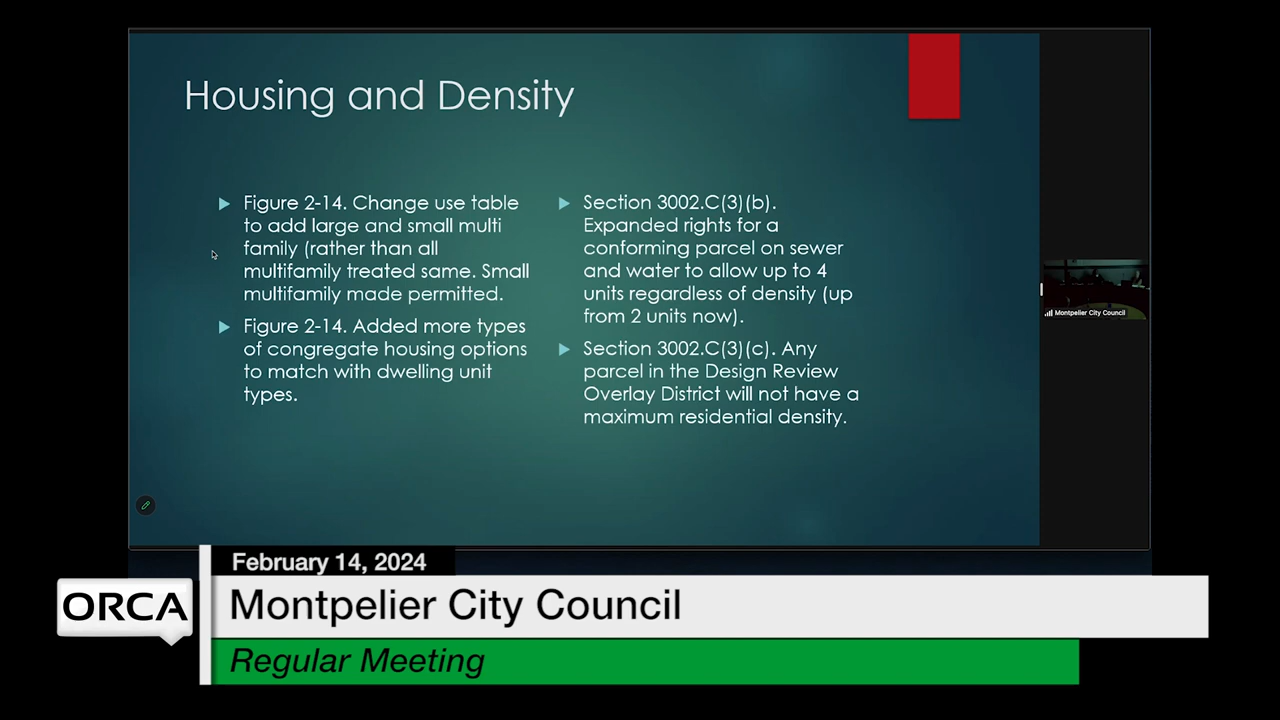 Housing and Density
Figure 2-14. Change use table
to add large and small multi
family (rather than all
multifamily treated same. Small
multifamily made permitted.
Figure 2-14. Added more types
of congregate housing options
to match with dwelling unit
types.
Section 3002.C(3)(b).
Expanded rights for a
conforming parcel on sewer
and water to allow up to 4
units regardless of density (up
from 2 units now).
Section 3002.C(3)(c). Any
parcel in the Design Review
Overlay District will not have a
maximum residential density.
Montpelier City Council
February 14, 2024
ORCA
Montpelier City Council
Regular Meeting